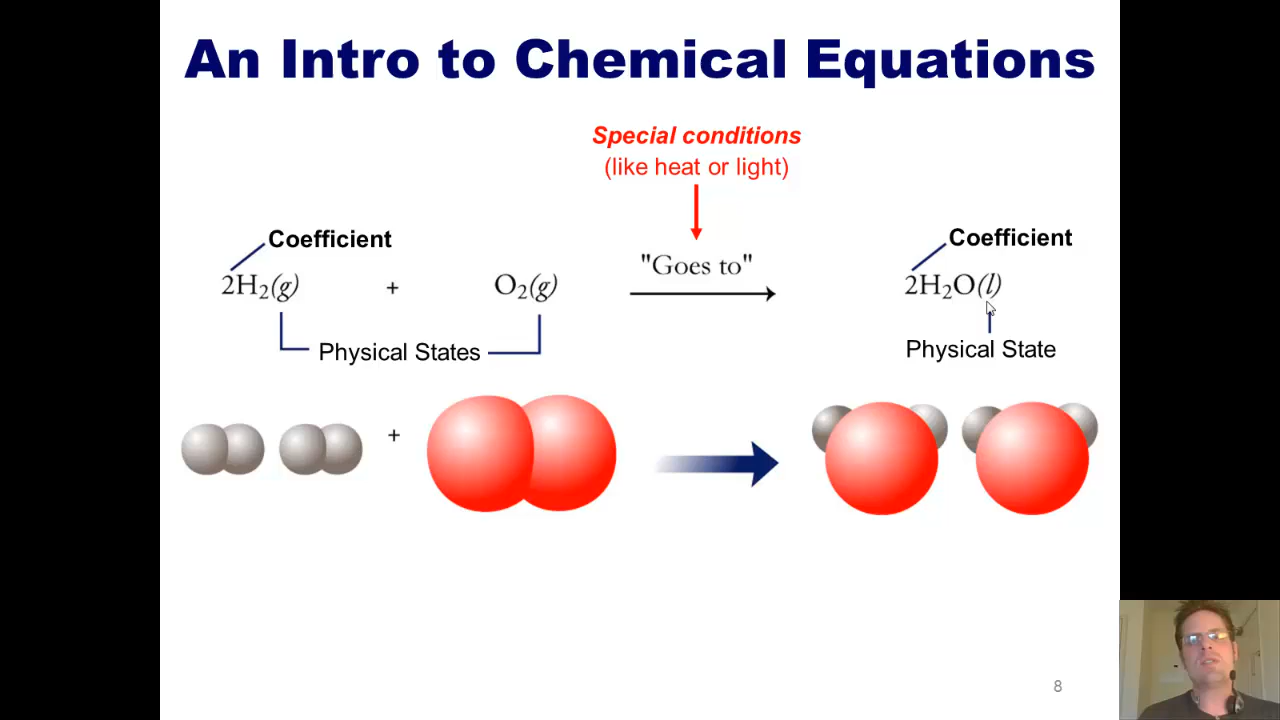 An Intro to Chemical Equations
Special conditions
(like heat or light)
Coefficient
Coefficient
2H₂(g) + O₂(g) "Goes to" 2H₂O(l)
Physical States
Physical State
+
8